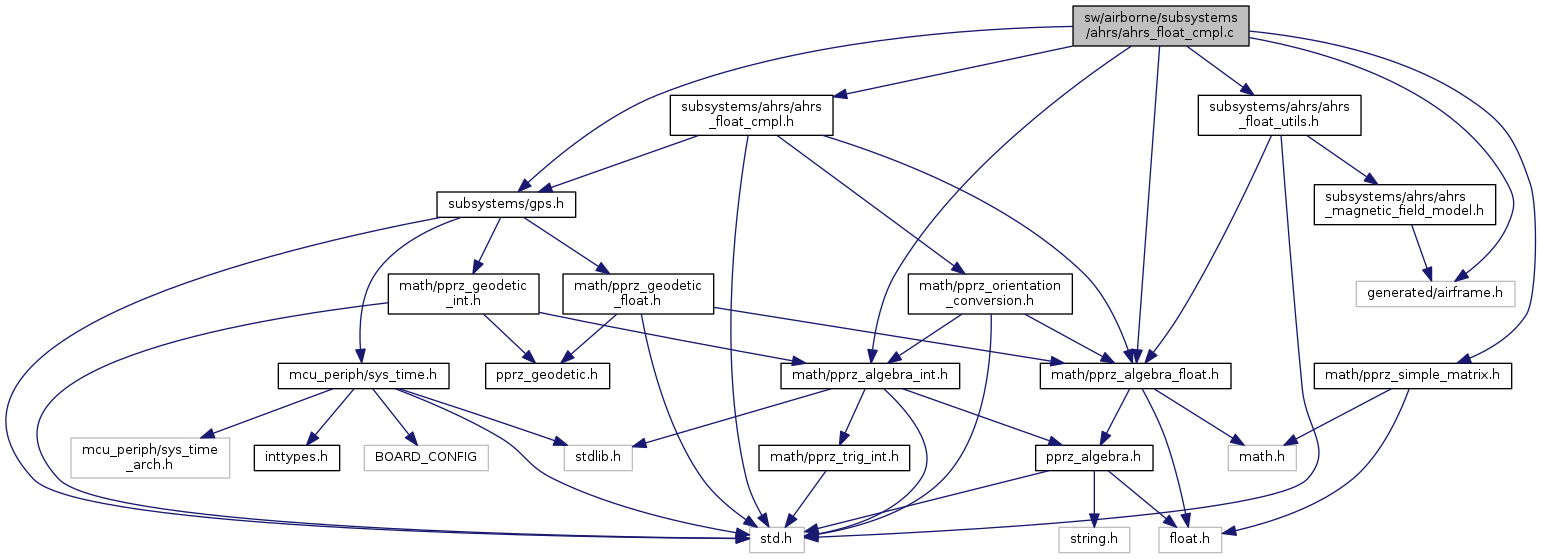 sw/airborne/subsystems
/ahrs/ahrs_float_cmpl.c
subsystems/ahrs/ahrs
_float_cmpl.h
subsystems/ahrs/ahrs
_float_utils.h
subsystems/gps.h
subsystems/ahrs/ahrs
_magnetic_field_model.h
math/pprz_geodetic
_int.h
math/pprz_geodetic
_float.h
math/pprz_orientation
_conversion.h
generated/airframe.h
mcu_periph/sys_time.h
pprz_geodetic.h
math/pprz_algebra_int.h
math/pprz_algebra_float.h
math/pprz_simple_matrix.h
mcu_periph/sys_time
_arch.h
inttypes.h
BOARD_CONFIG
stdlib.h
math/pprz_trig_int.h
pprz_algebra.h
math.h
std.h
string.h
float.h